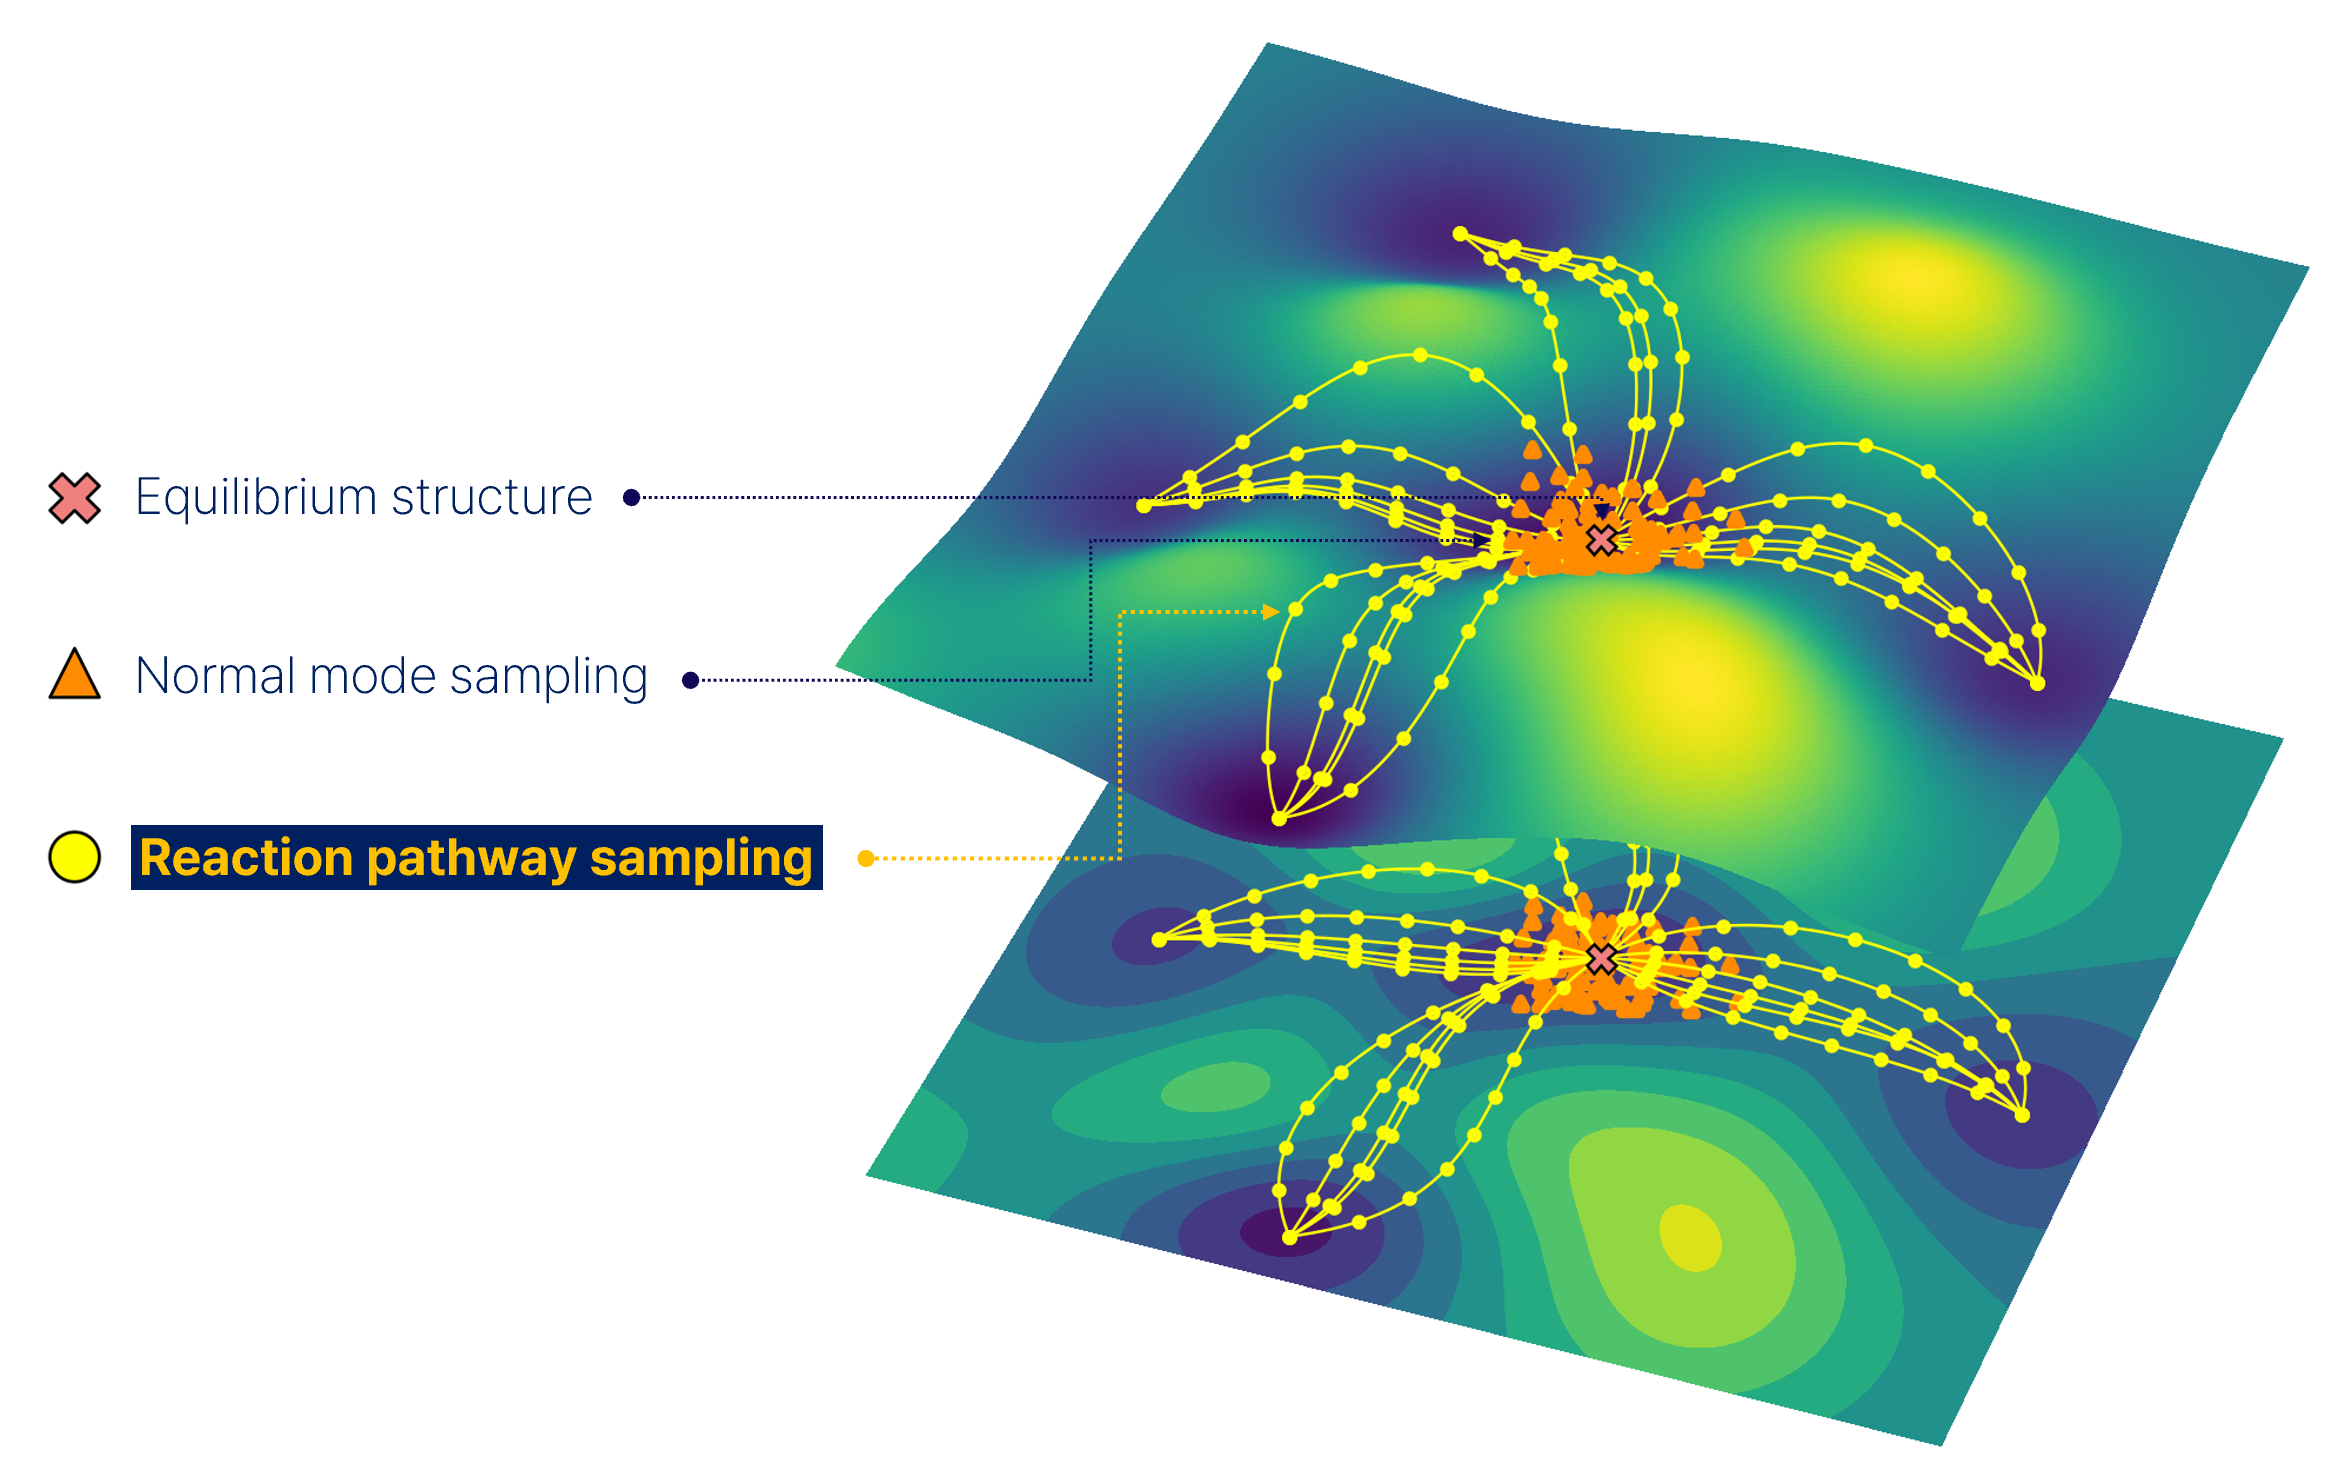 Equilibrium structure
Normal mode sampling
Reaction pathway sampling